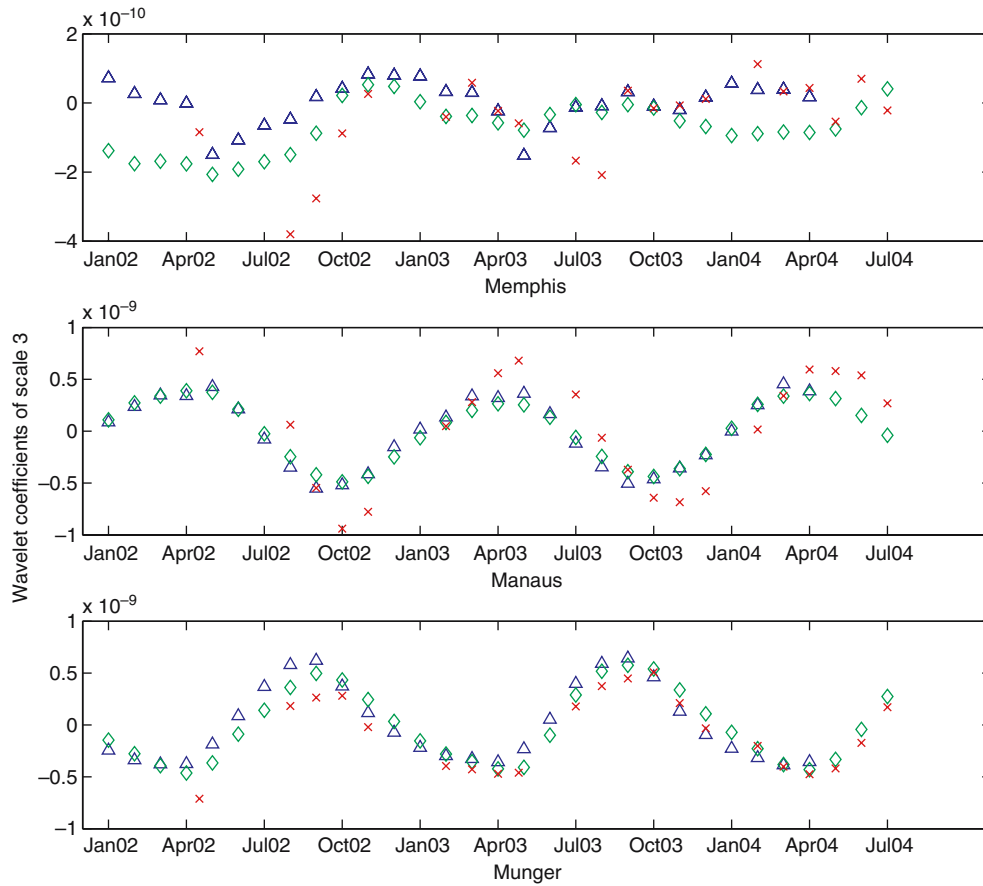 x 10−10
2
0
−2
−4
Jan02 Apr02 Jul02 Oct02 Jan03 Apr03 Jul03 Oct03 Jan04 Apr04 Jul04
Memphis
Wavelet coefficients of scale 3
x 10−9
1
0.5
0
−0.5
−1
Jan02 Apr02 Jul02 Oct02 Jan03 Apr03 Jul03 Oct03 Jan04 Apr04 Jul04
Manaus
x 10−9
1
0.5
0
−0.5
−1
Jan02 Apr02 Jul02 Oct02 Jan03 Apr03 Jul03 Oct03 Jan04 Apr04 Jul04
Munger